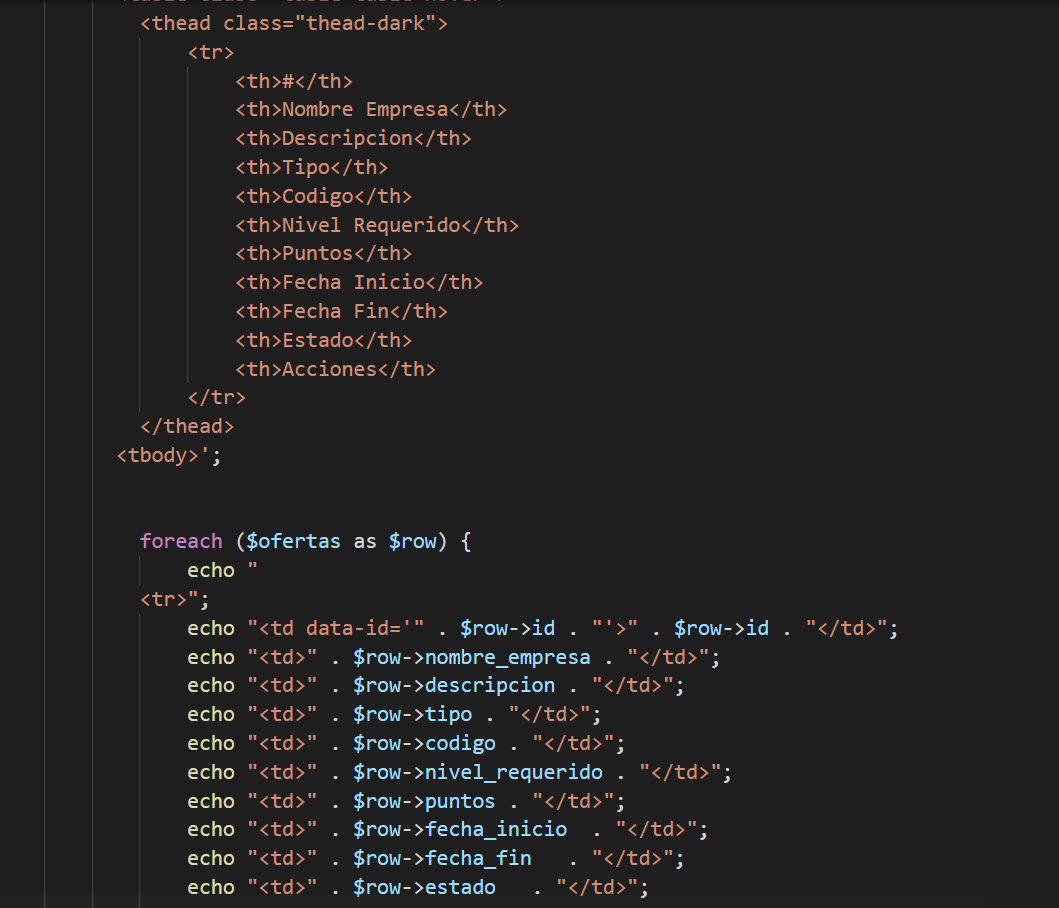 <thead class="thead-dark">
<tr>
<th>#</th>
<th>Nombre Empresa</th>
<th>Descripcion</th>
<th>Tipo</th>
<th>Codigo</th>
<th>Nivel Requerido</th>
<th>Puntos</th>
<th>Fecha Inicio</th>
<th>Fecha Fin</th>
<th>Estado</th>
<th>Acciones</th>
</tr>
</thead>
<tbody>';
foreach ($ofertas as $row) {
echo "
<tr>";
echo "<td data-id='" . $row->id . "'>" . $row->id . "</td>";
echo "<td>" . $row->nombre_empresa . "</td>";
echo "<td>" . $row->descripcion . "</td>";
echo "<td>" . $row->tipo . "</td>";
echo "<td>" . $row->codigo . "</td>";
echo "<td>" . $row->nivel_requerido . "</td>";
echo "<td>" . $row->puntos . "</td>";
echo "<td>" . $row->fecha_inicio  . "</td>";
echo "<td>" . $row->fecha_fin   . "</td>";
echo "<td>" . $row->estado   . "</td>";